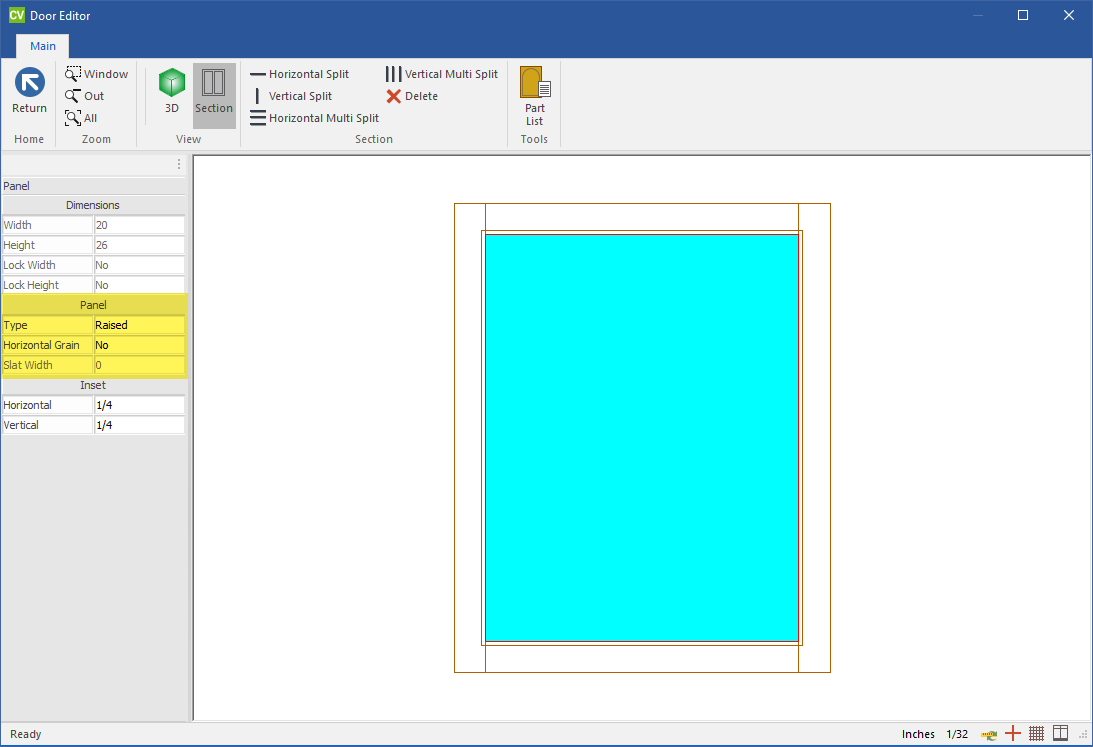 CV Door Editor
Main
Return
Home
Window
Out
All
Zoom
3D
Section
View
Horizontal Split
Vertical Split
Horizontal Multi Split
Vertical Multi Split
Delete
Section
Part
List
Tools
Panel
Dimensions
Width 20
Height 26
Lock Width No
Lock Height No
Panel
Type Raised
Horizontal Grain No
Slat Width 0
Inset
Horizontal 1/4
Vertical 1/4
Ready
Inches 1/32